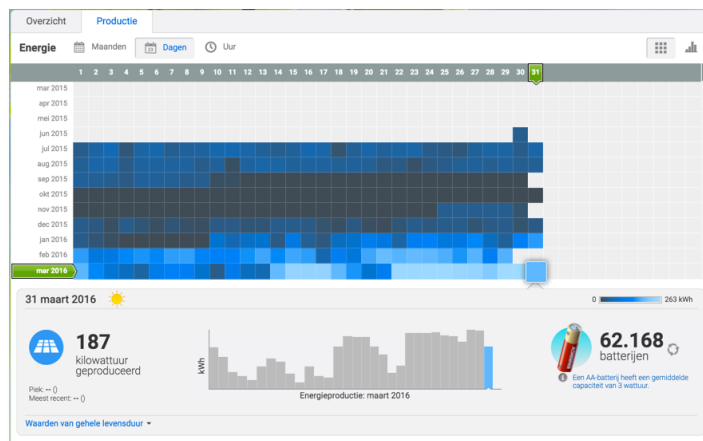 Overzicht Productie
Energie Maanden Dagen Uur
1 2 3 4 5 6 7 8 9 10 11 12 13 14 15 16 17 18 19 20 21 22 23 24 25 26 27 28 29 30 31
mar 2015
apr 2015
mei 2015
jun 2015
jul 2015
aug 2015
sep 2015
okt 2015
nov 2015
dec 2015
jan 2016
feb 2016
mar 2016
31 maart 2016 0 263 kWh
187
kilowattuur
geproduceerd
Piek: -- ()
Meest recent: -- ()
kWh
Energieproductie: maart 2016
62.168
batterijen
Een AA-batterij heeft een gemiddelde
capaciteit van 3 wattuur.
Waarden van gehele levensduur